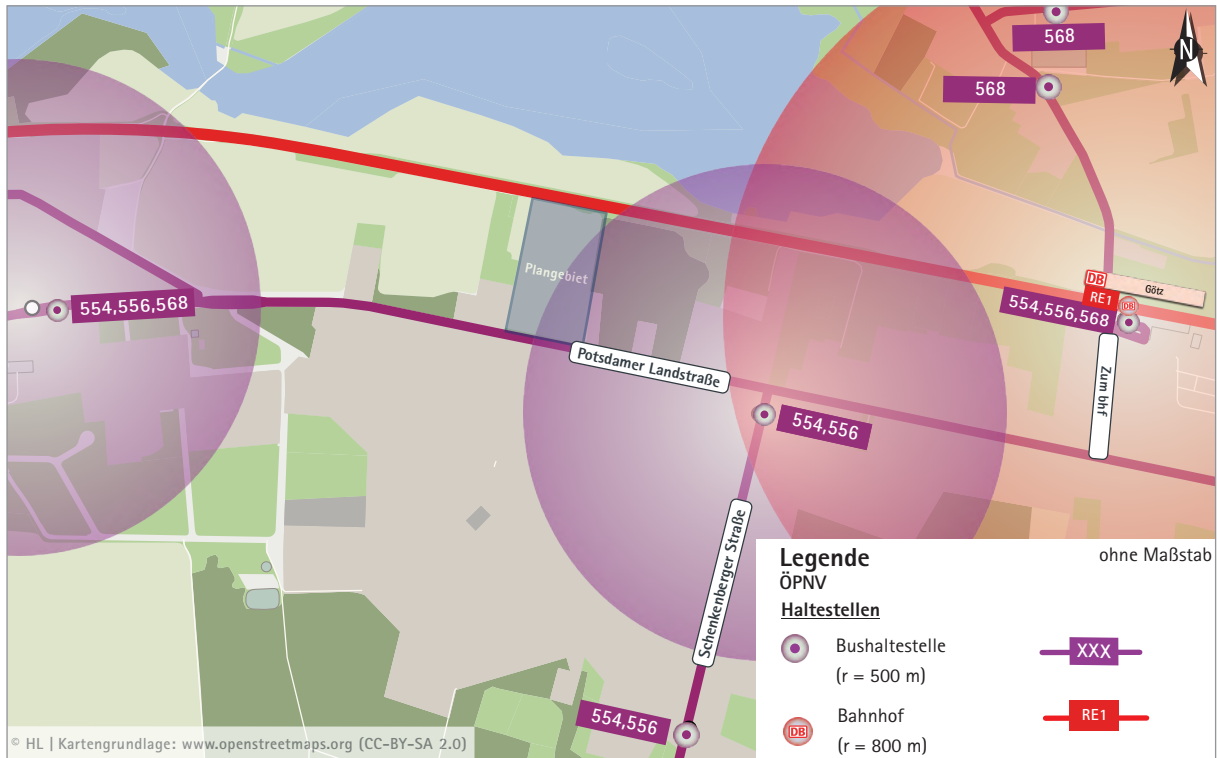 568
N
568
DB
Götz
RE1
DB
554,556,568
554,556,568
Plangebiet
Potsdamer Landstraße
Zum bhf
554,556
Schenkenberger Straße
554,556
Legende
ohne Maßstab
ÖPNV
Haltestellen
Bushaltestelle
(r = 500 m)
XXX
DB
Bahnhof
(r = 800 m)
RE1
© HL | Kartengrundlage: www.openstreetmaps.org (CC-BY-SA 2.0)